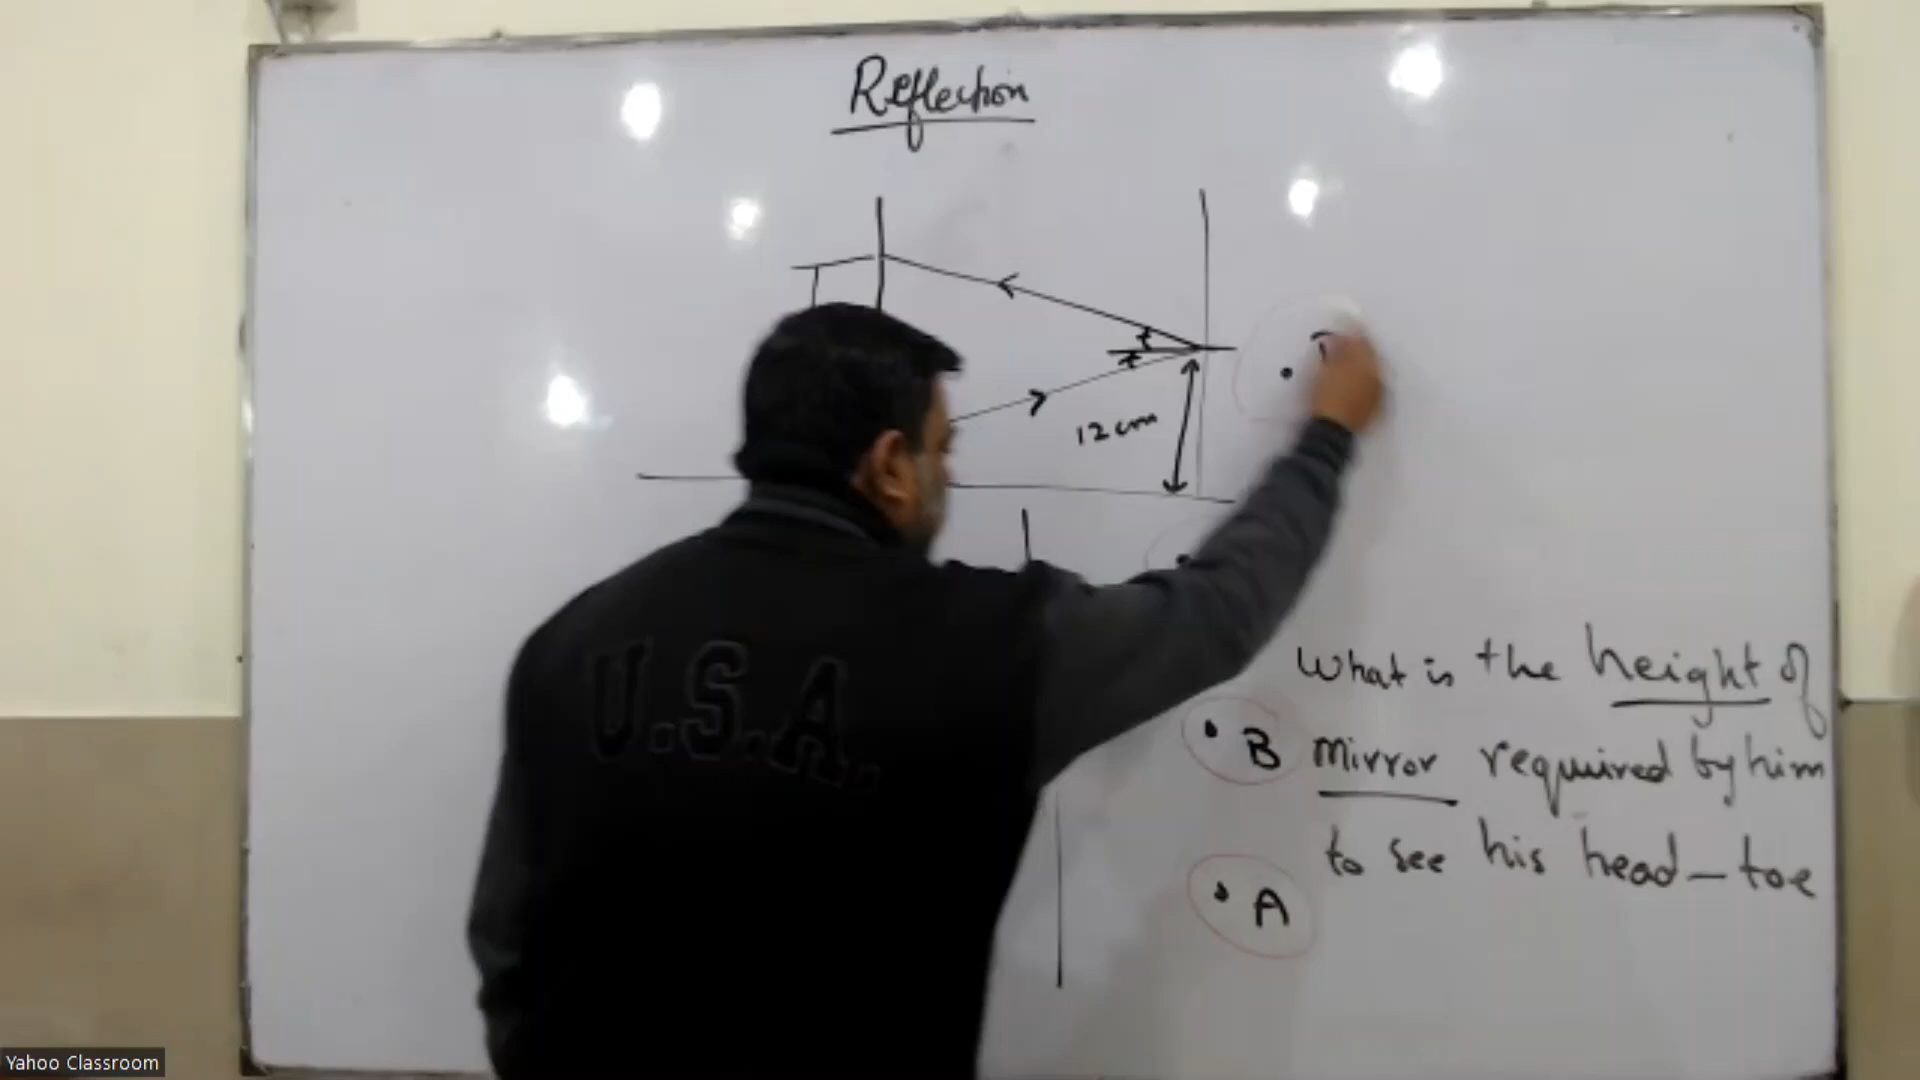 Reflection
12 cm
What is the height of
B
mirror required by him
to see his head - toe
A
U.S.A.
Yahoo Classroom